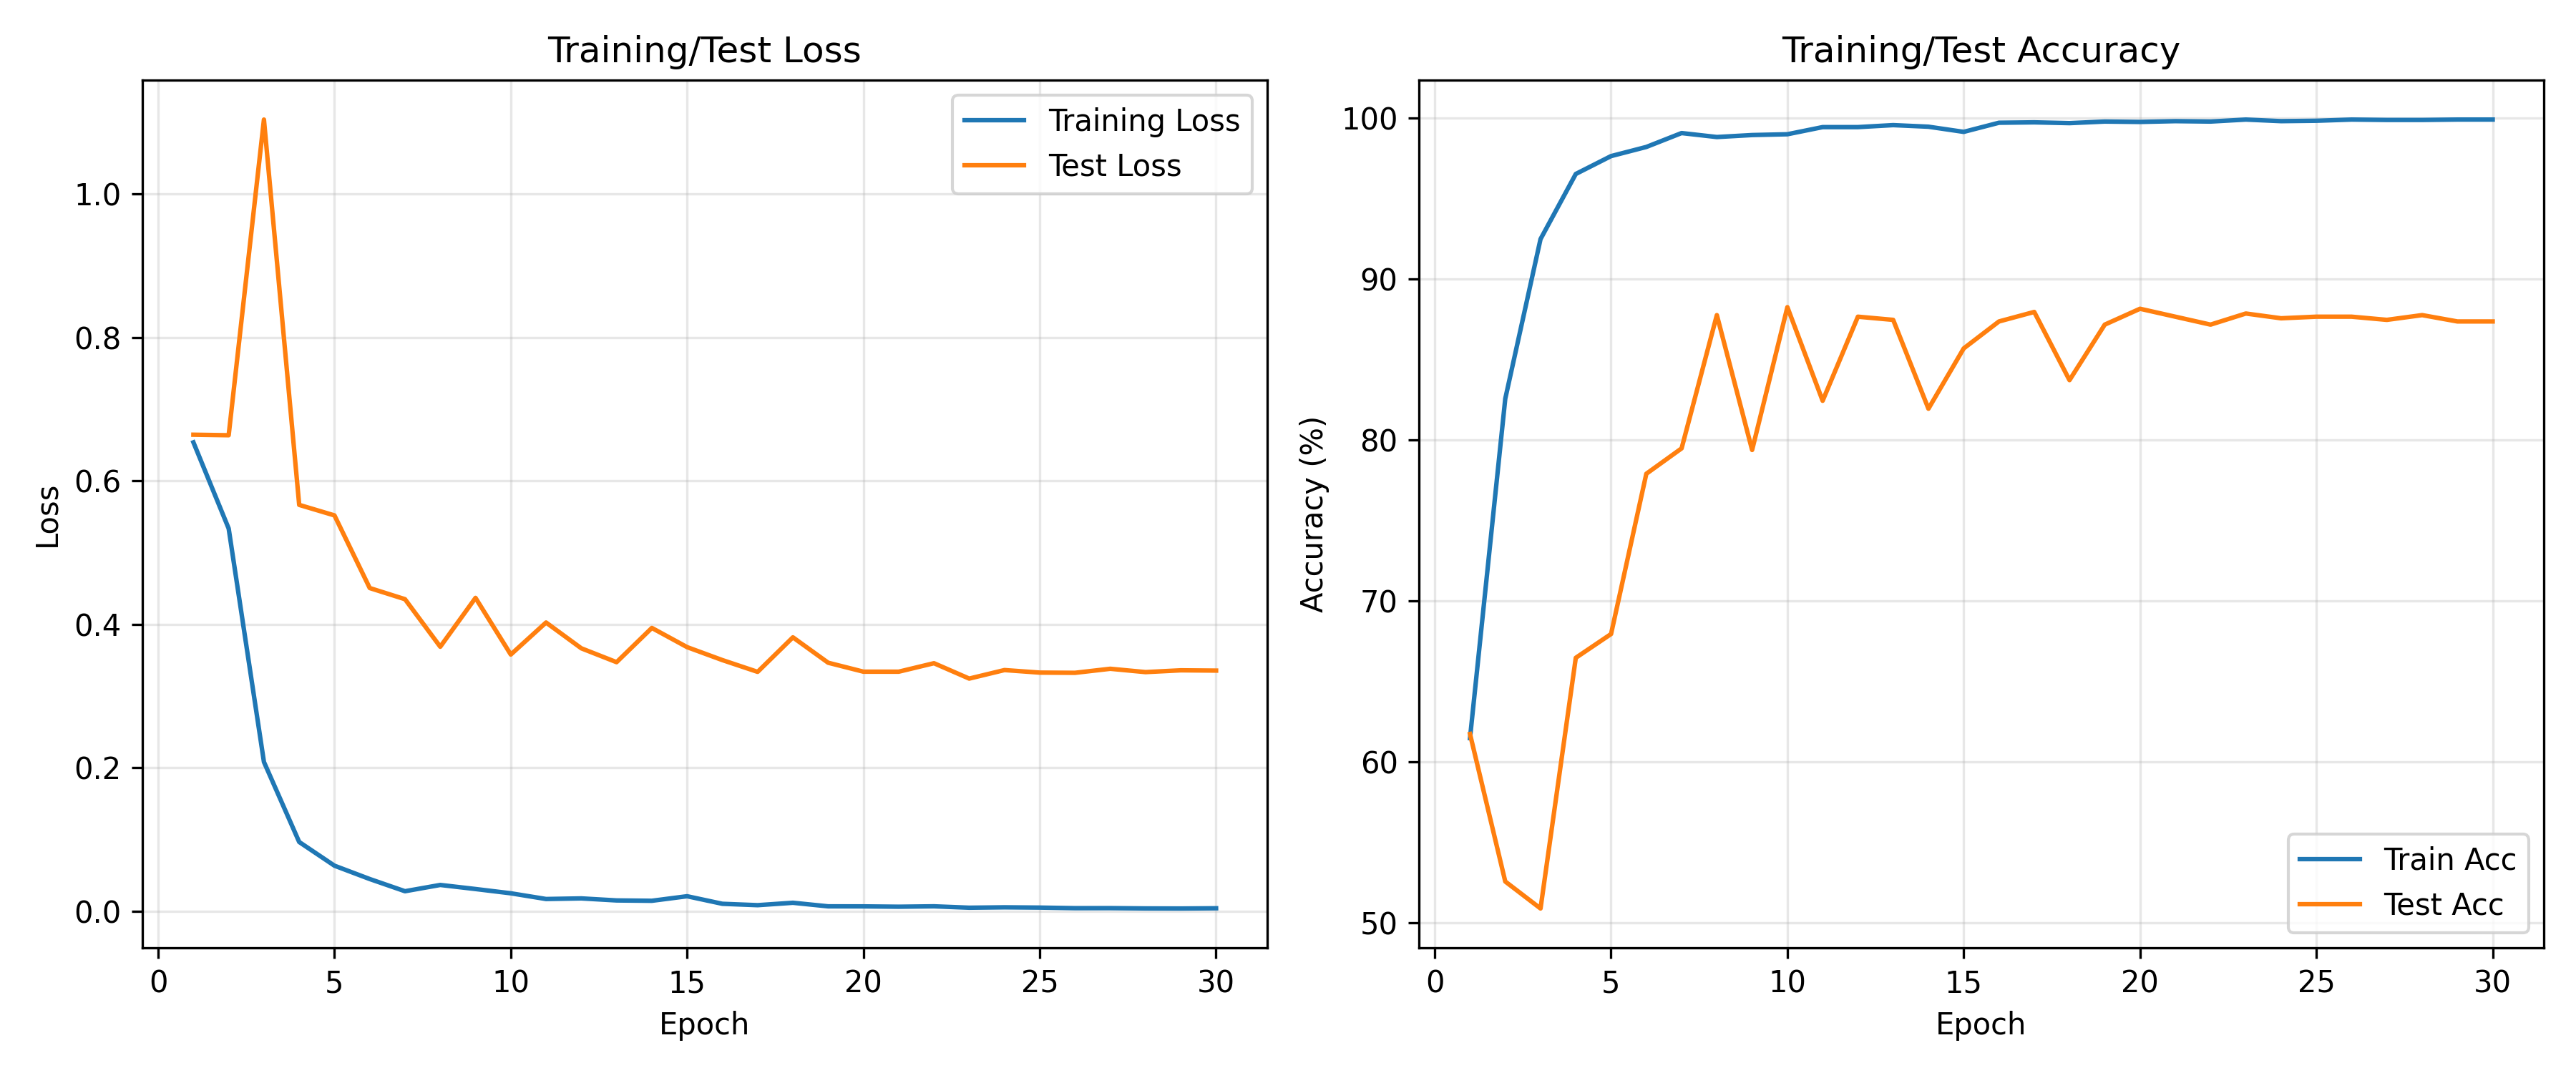 Training/Test Loss
Training Loss
Test Loss
1.0
0.8
0.6
0.4
0.2
0.0
Loss
0 5 10 15 20 25 30
Epoch
Training/Test Accuracy
100
90
80
70
60
50
Accuracy (%)
Train Acc
Test Acc
0 5 10 15 20 25 30
Epoch